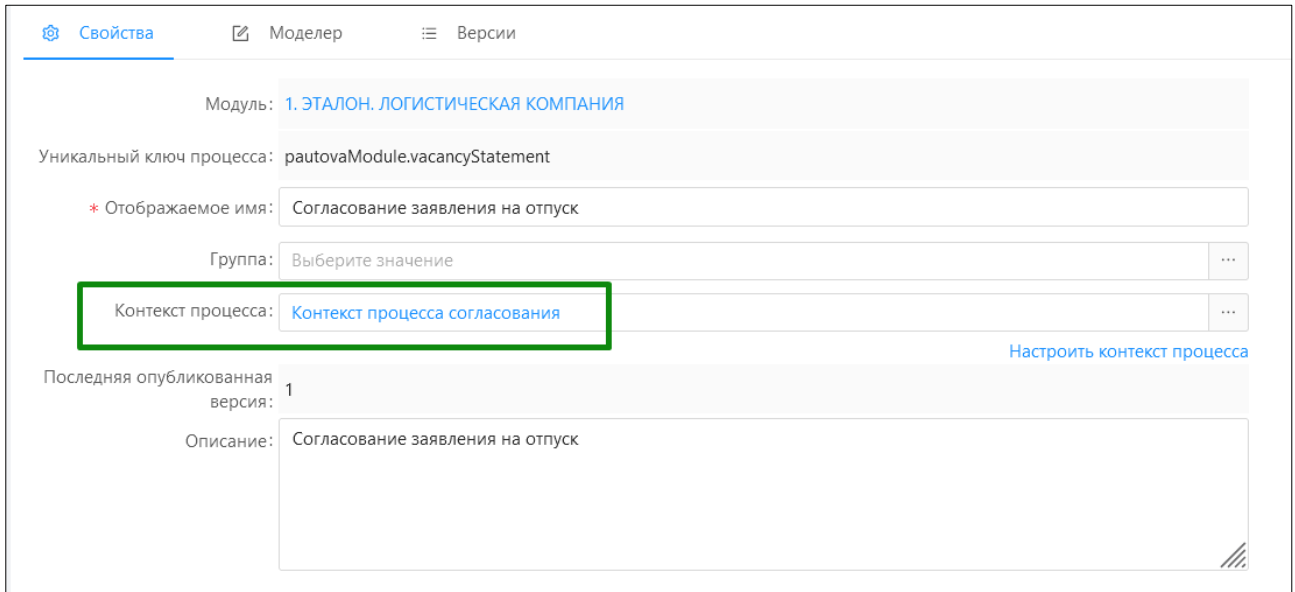 Свойства Моделер Версии
Модуль: 1. ЭТАЛОН. ЛОГИСТИЧЕСКАЯ КОМПАНИЯ
Уникальный ключ процесса: pautovaModule.vacancyStatement
* Отображаемое имя: Согласование заявления на отпуск
Группа: Выберите значение ...
Контекст процесса: Контекст процесса согласования ...
Настроить контекст процесса
Последняя опубликованная
версия: 1
Описание: Согласование заявления на отпуск